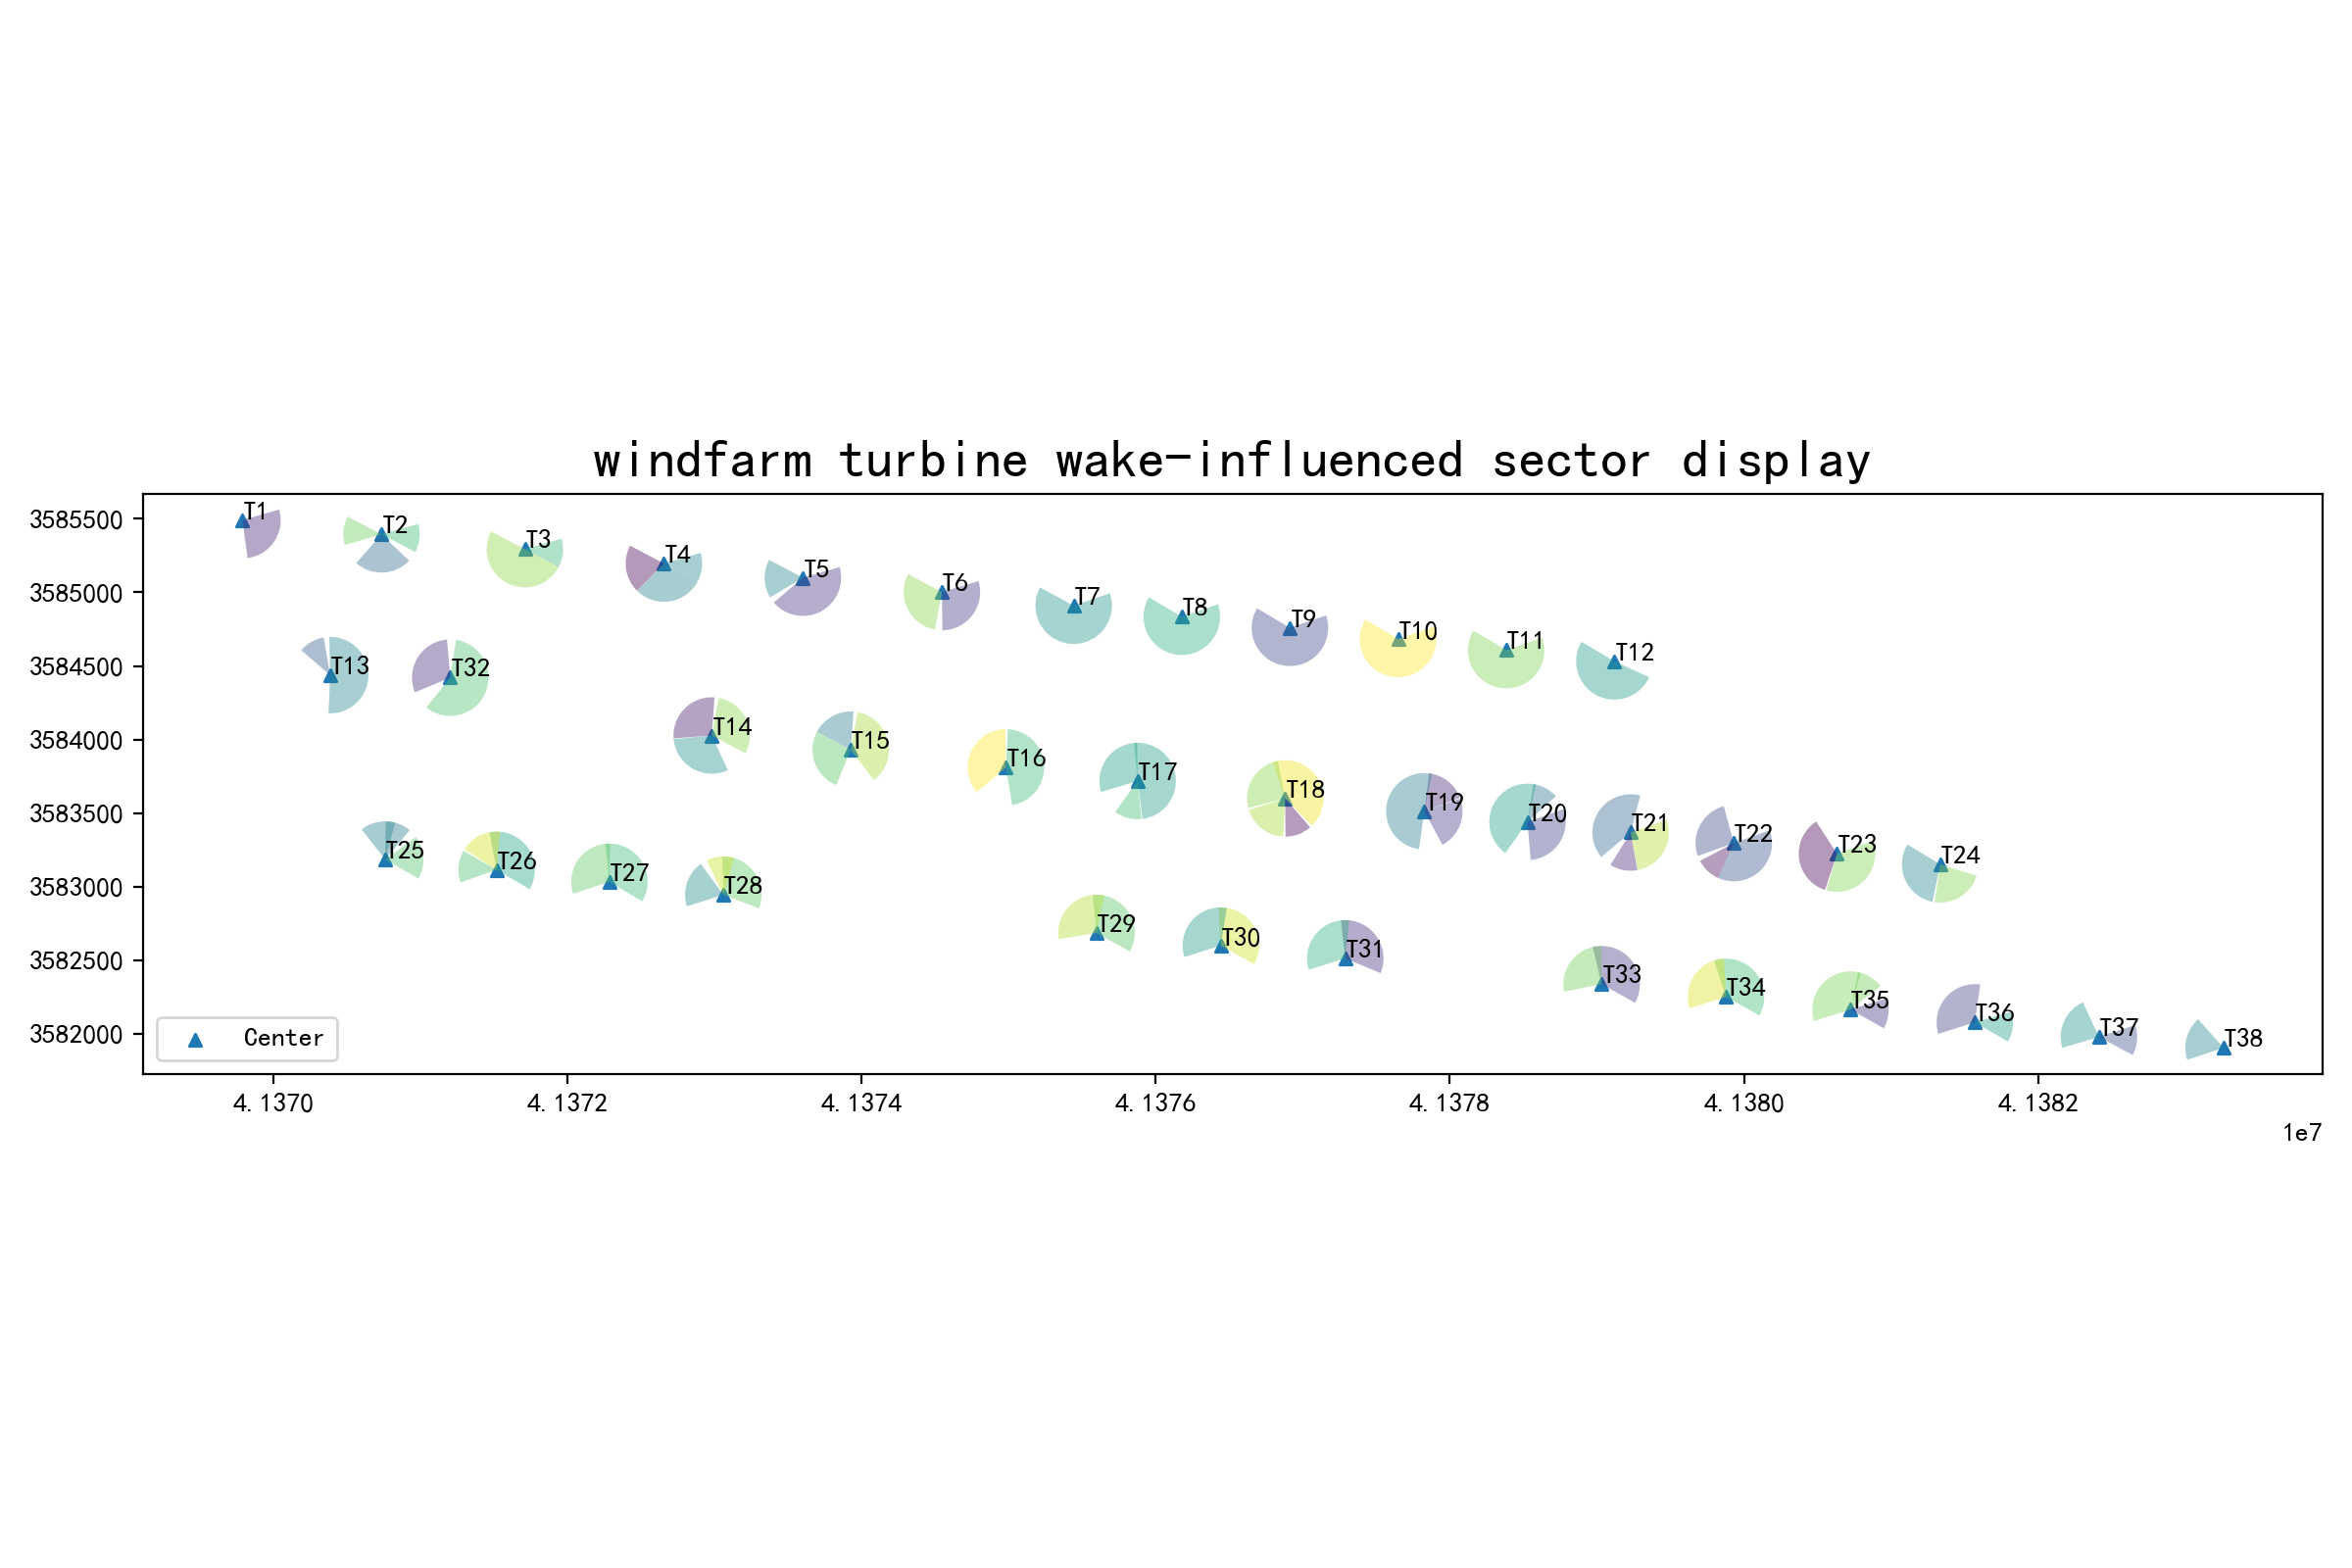 windfarm turbine wake-influenced sector display
3585500
3585000
3584500
3584000
3583500
3583000
3582500
3582000
T1
T2
T3
T4
T5
T6
T7
T8
T9
T10
T11
T12
T13
T32
T14
T15
T16
T17
T18
T19
T20
T21
T22
T23
T24
T25
T26
T27
T28
T29
T30
T31
T33
T34
T35
T36
T37
T38
Center
4.1370 4.1372 4.1374 4.1376 4.1378 4.1380 4.1382
1e7